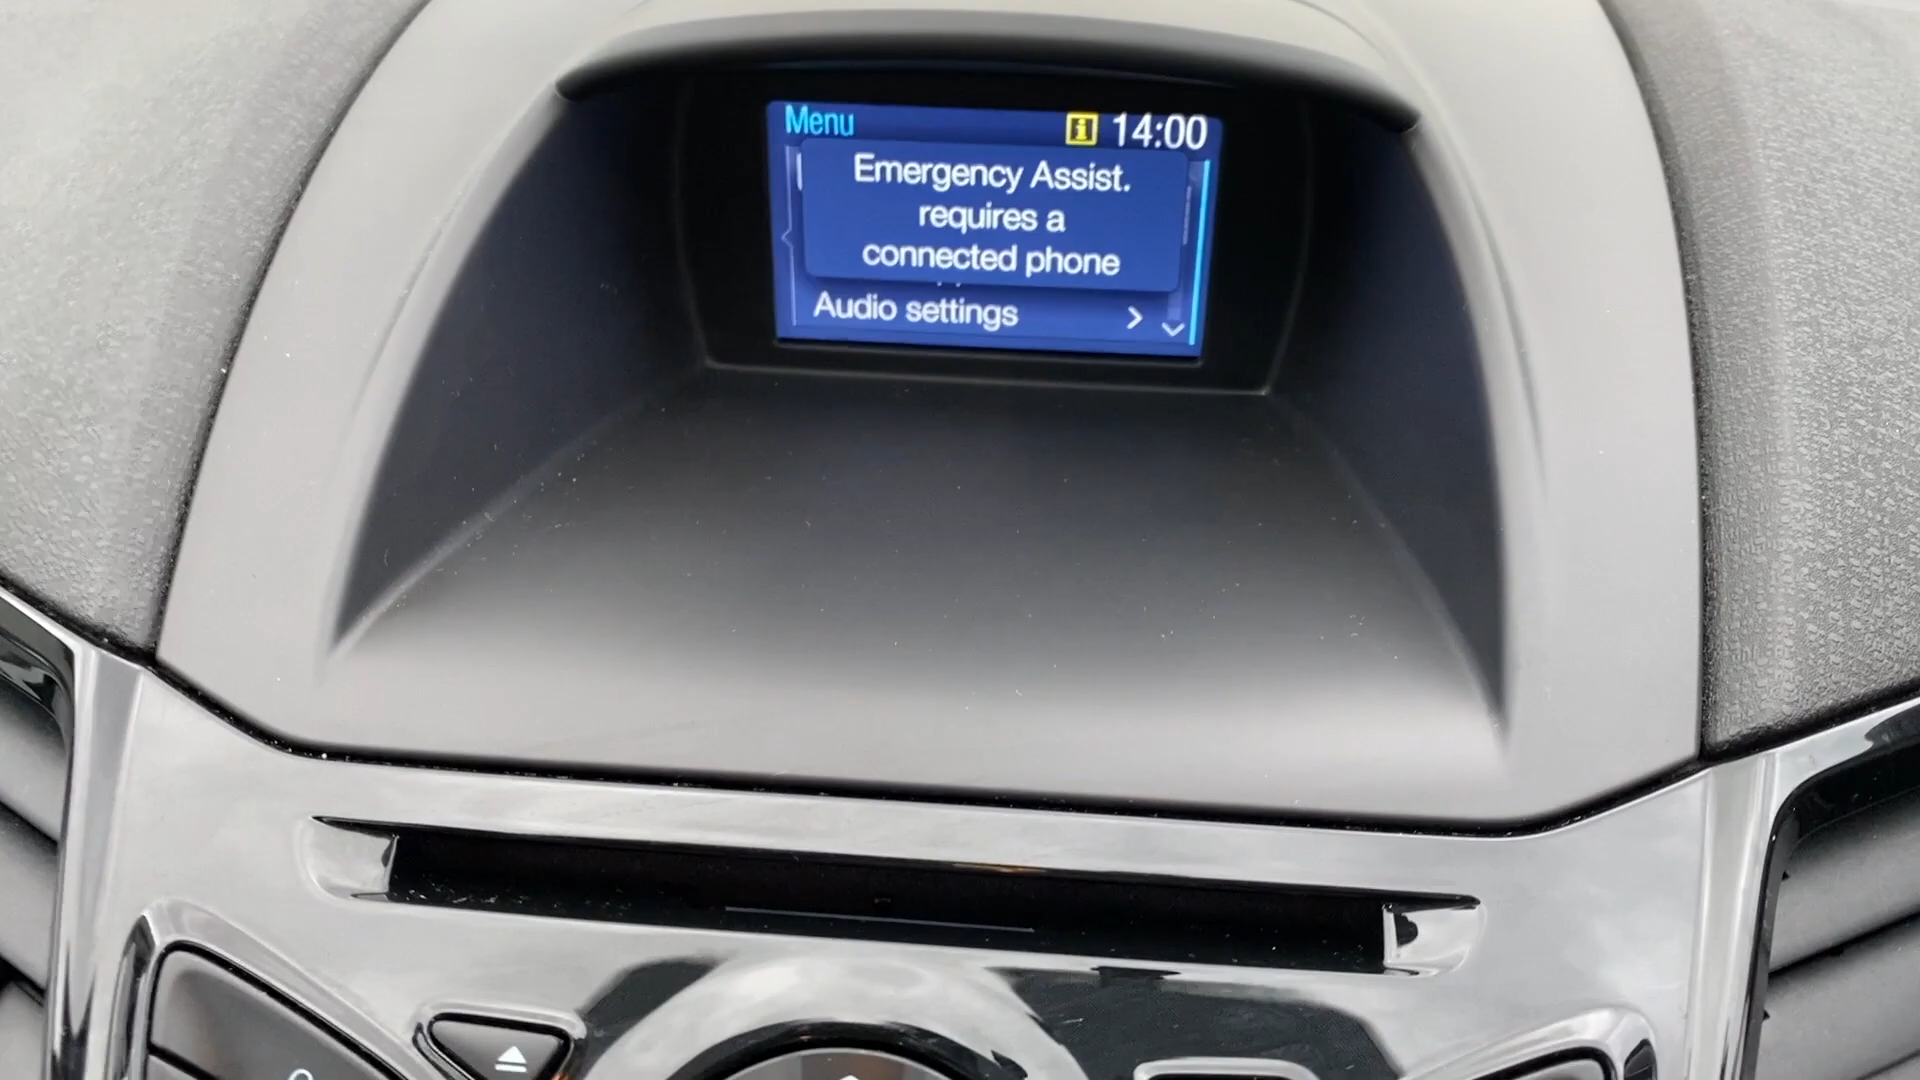 Menu
14:00
Emergency Assist.
requires a
connected phone
Audio settings